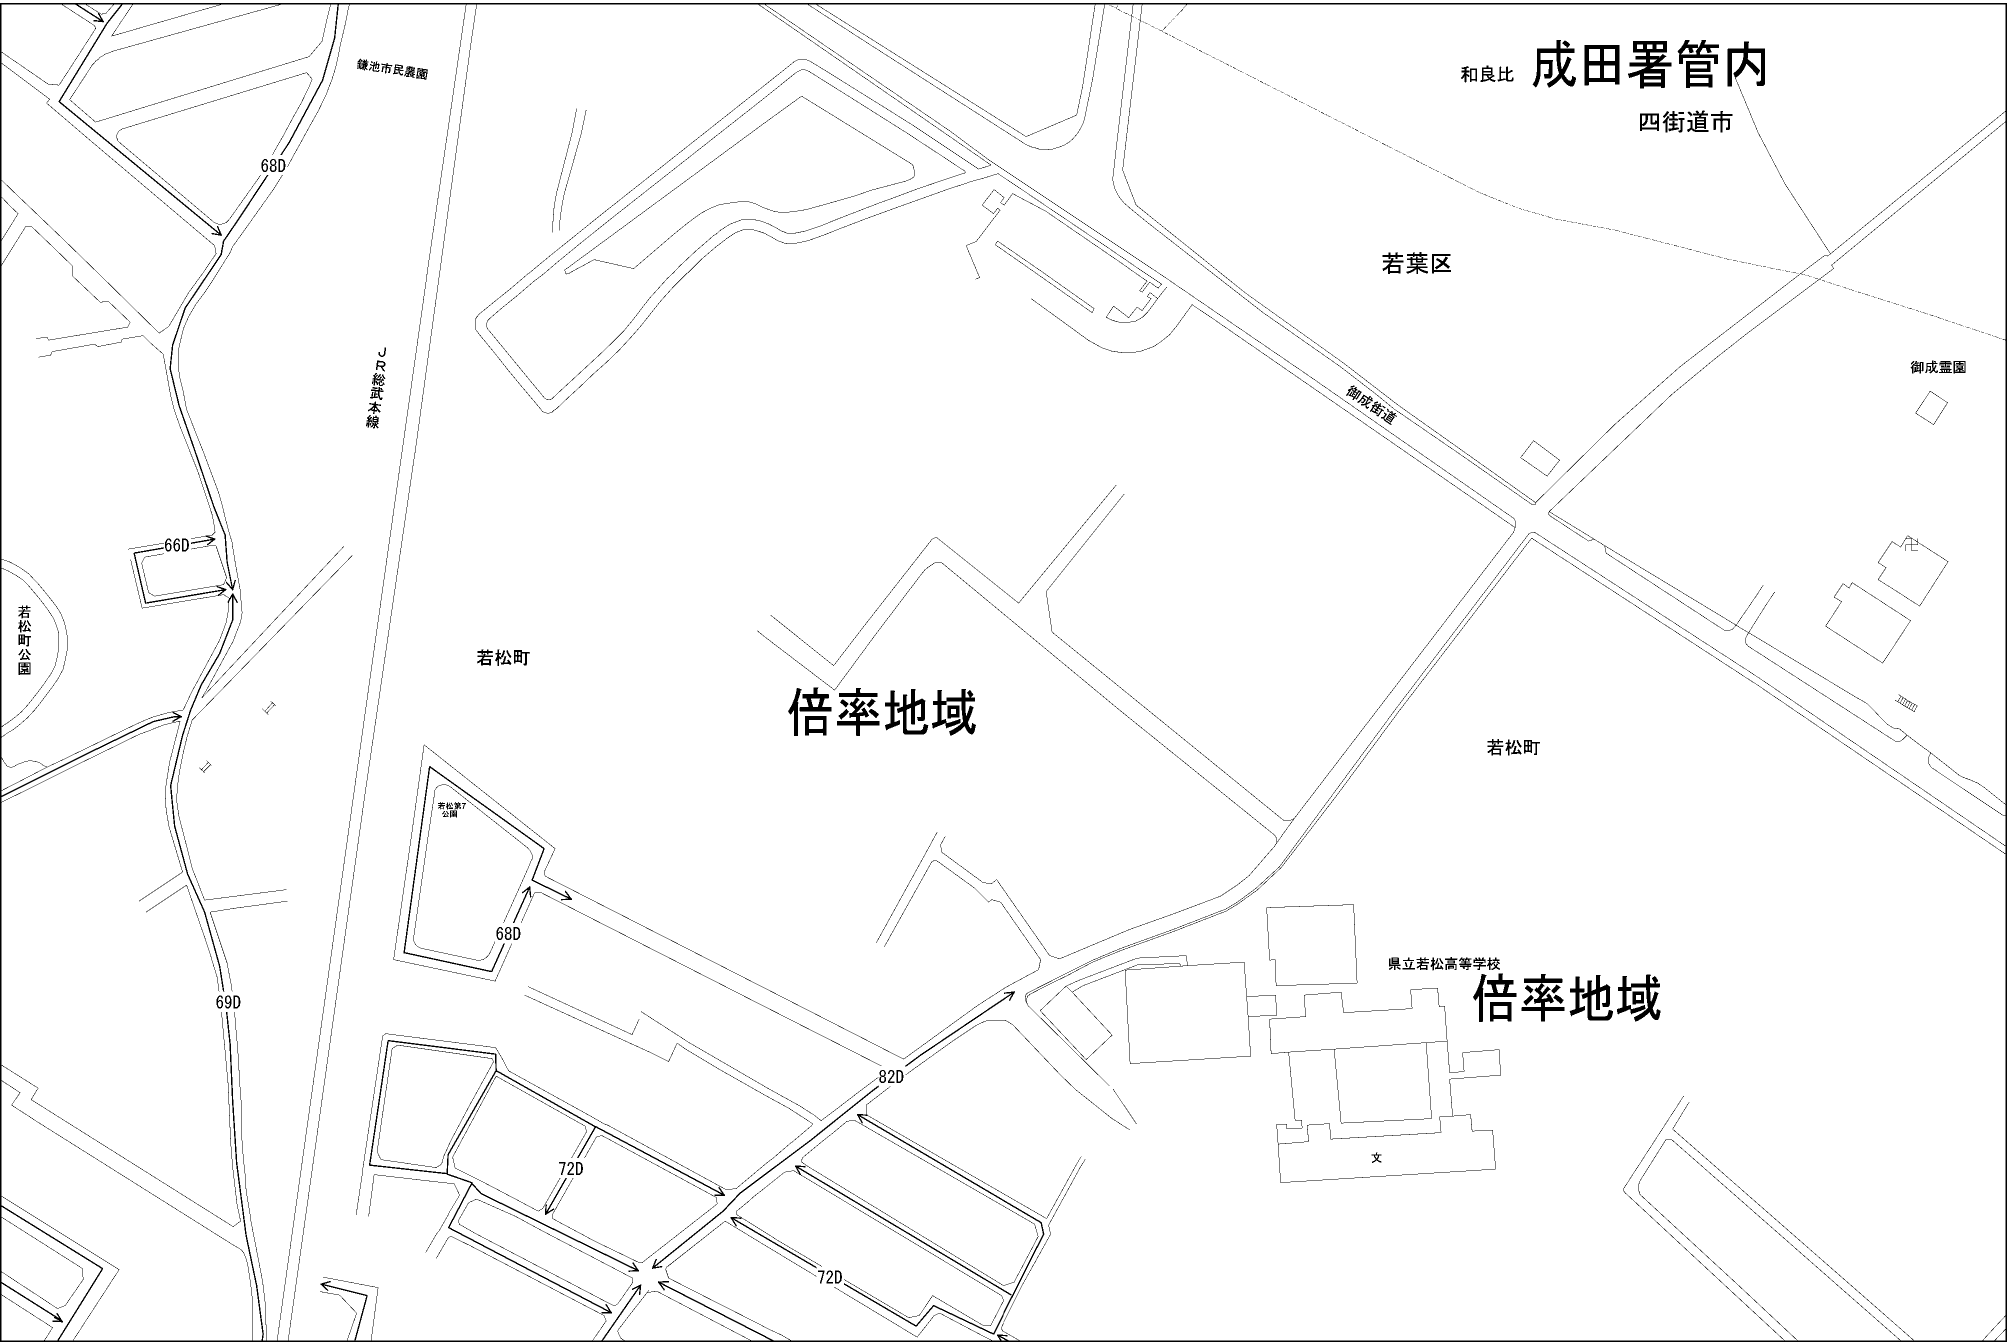 成田署管内
和良比
四街道市
鎌池市民農園
68D
若葉区
JR総武本線
御成街道
御成霊園
66D
卍
若松町公園
若松町
倍率地域
若松町
若松第7
公園
68D
県立若松高等学校
倍率地域
69D
82D
72D
文
72D